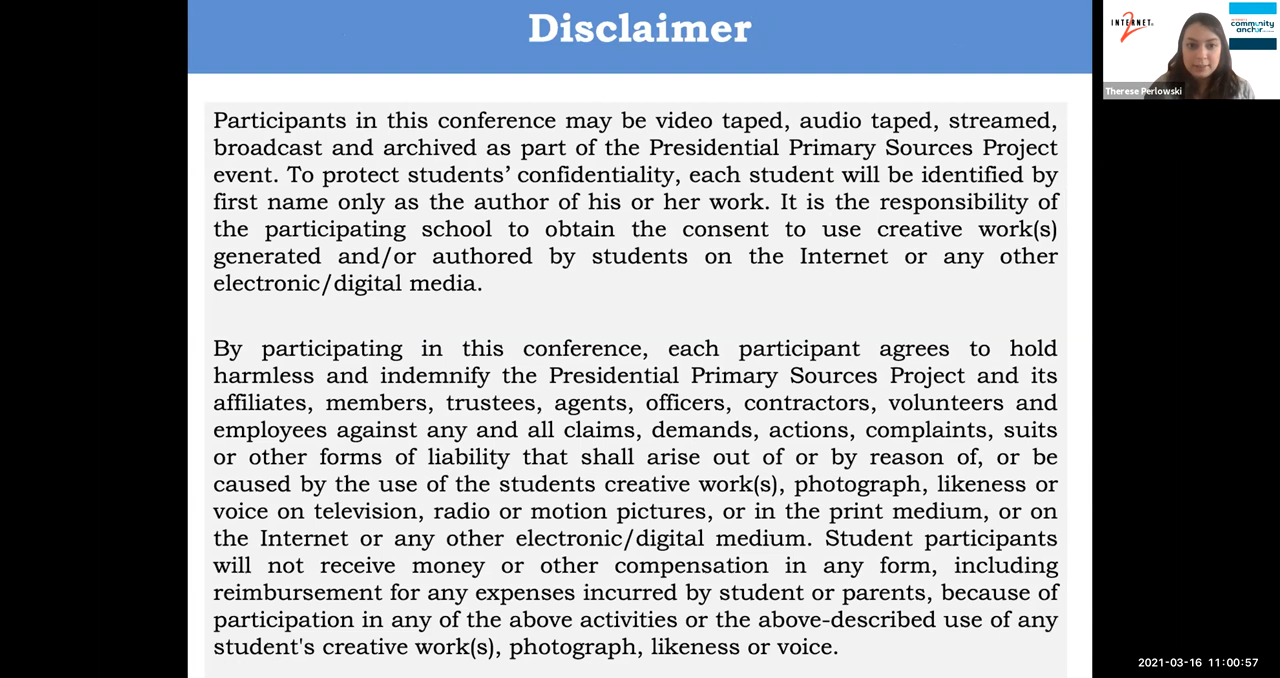 Disclaimer
Participants in this conference may be video taped, audio taped, streamed,
broadcast and archived as part of the Presidential Primary Sources Project
event. To protect students’ confidentiality, each student will be identified by
first name only as the author of his or her work. It is the responsibility of
the participating school to obtain the consent to use creative work(s)
generated and/or authored by students on the Internet or any other
electronic/digital media.
By participating in this conference, each participant agrees to hold
harmless and indemnify the Presidential Primary Sources Project and its
affiliates, members, trustees, agents, officers, contractors, volunteers and
employees against any and all claims, demands, actions, complaints, suits
or other forms of liability that shall arise out of or by reason of, or be
caused by the use of the students creative work(s), photograph, likeness or
voice on television, radio or motion pictures, or in the print medium, or on
the Internet or any other electronic/digital medium. Student participants
will not receive money or other compensation in any form, including
reimbursement for any expenses incurred by student or parents, because of
participation in any of the above activities or the above-described use of any
student's creative work(s), photograph, likeness or voice.
INTERNET
2
community
anchor
Therese Perlowski
2021-03-16 11:00:57